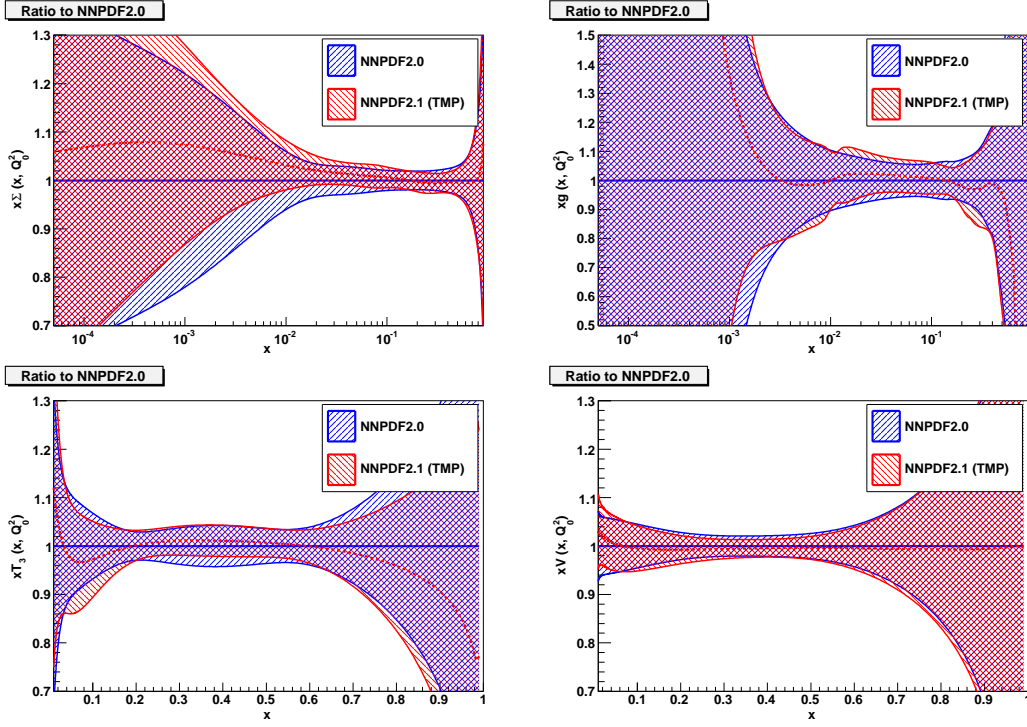 Ratio to NNPDF2.0
xΣ (x, Q₀²)
1.3
1.2
1.1
1
0.9
0.8
0.7
NNPDF2.0
NNPDF2.1 (TMP)
10⁻⁴
10⁻³
10⁻²
10⁻¹
x
Ratio to NNPDF2.0
xg (x, Q₀²)
1.5
1.4
1.3
1.2
1.1
1
0.9
0.8
0.7
0.6
0.5
NNPDF2.0
NNPDF2.1 (TMP)
10⁻⁴
10⁻³
10⁻²
10⁻¹
x
Ratio to NNPDF2.0
xT₃ (x, Q₀²)
1.3
1.2
1.1
1
0.9
0.8
0.7
NNPDF2.0
NNPDF2.1 (TMP)
0.1 0.2 0.3 0.4 0.5 0.6 0.7 0.8 0.9 1
x
Ratio to NNPDF2.0
xV (x, Q₀²)
1.3
1.2
1.1
1
0.9
0.8
0.7
NNPDF2.0
NNPDF2.1 (TMP)
0.1 0.2 0.3 0.4 0.5 0.6 0.7 0.8 0.9 1
x